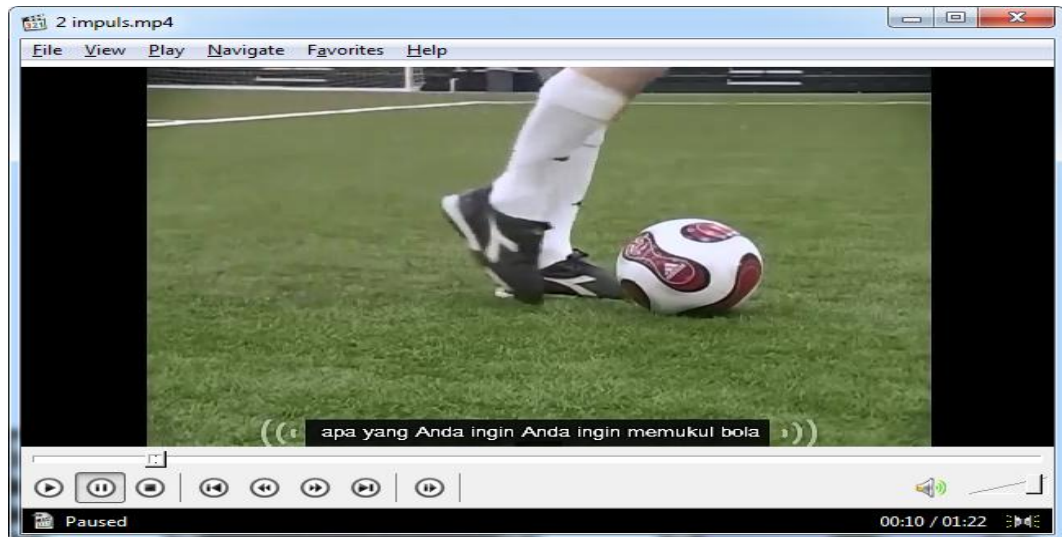 2 impuls.mp4
File View Play Navigate Favorites Help
apa yang Anda ingin Anda ingin memukul bola
Paused
00:10 / 01:22